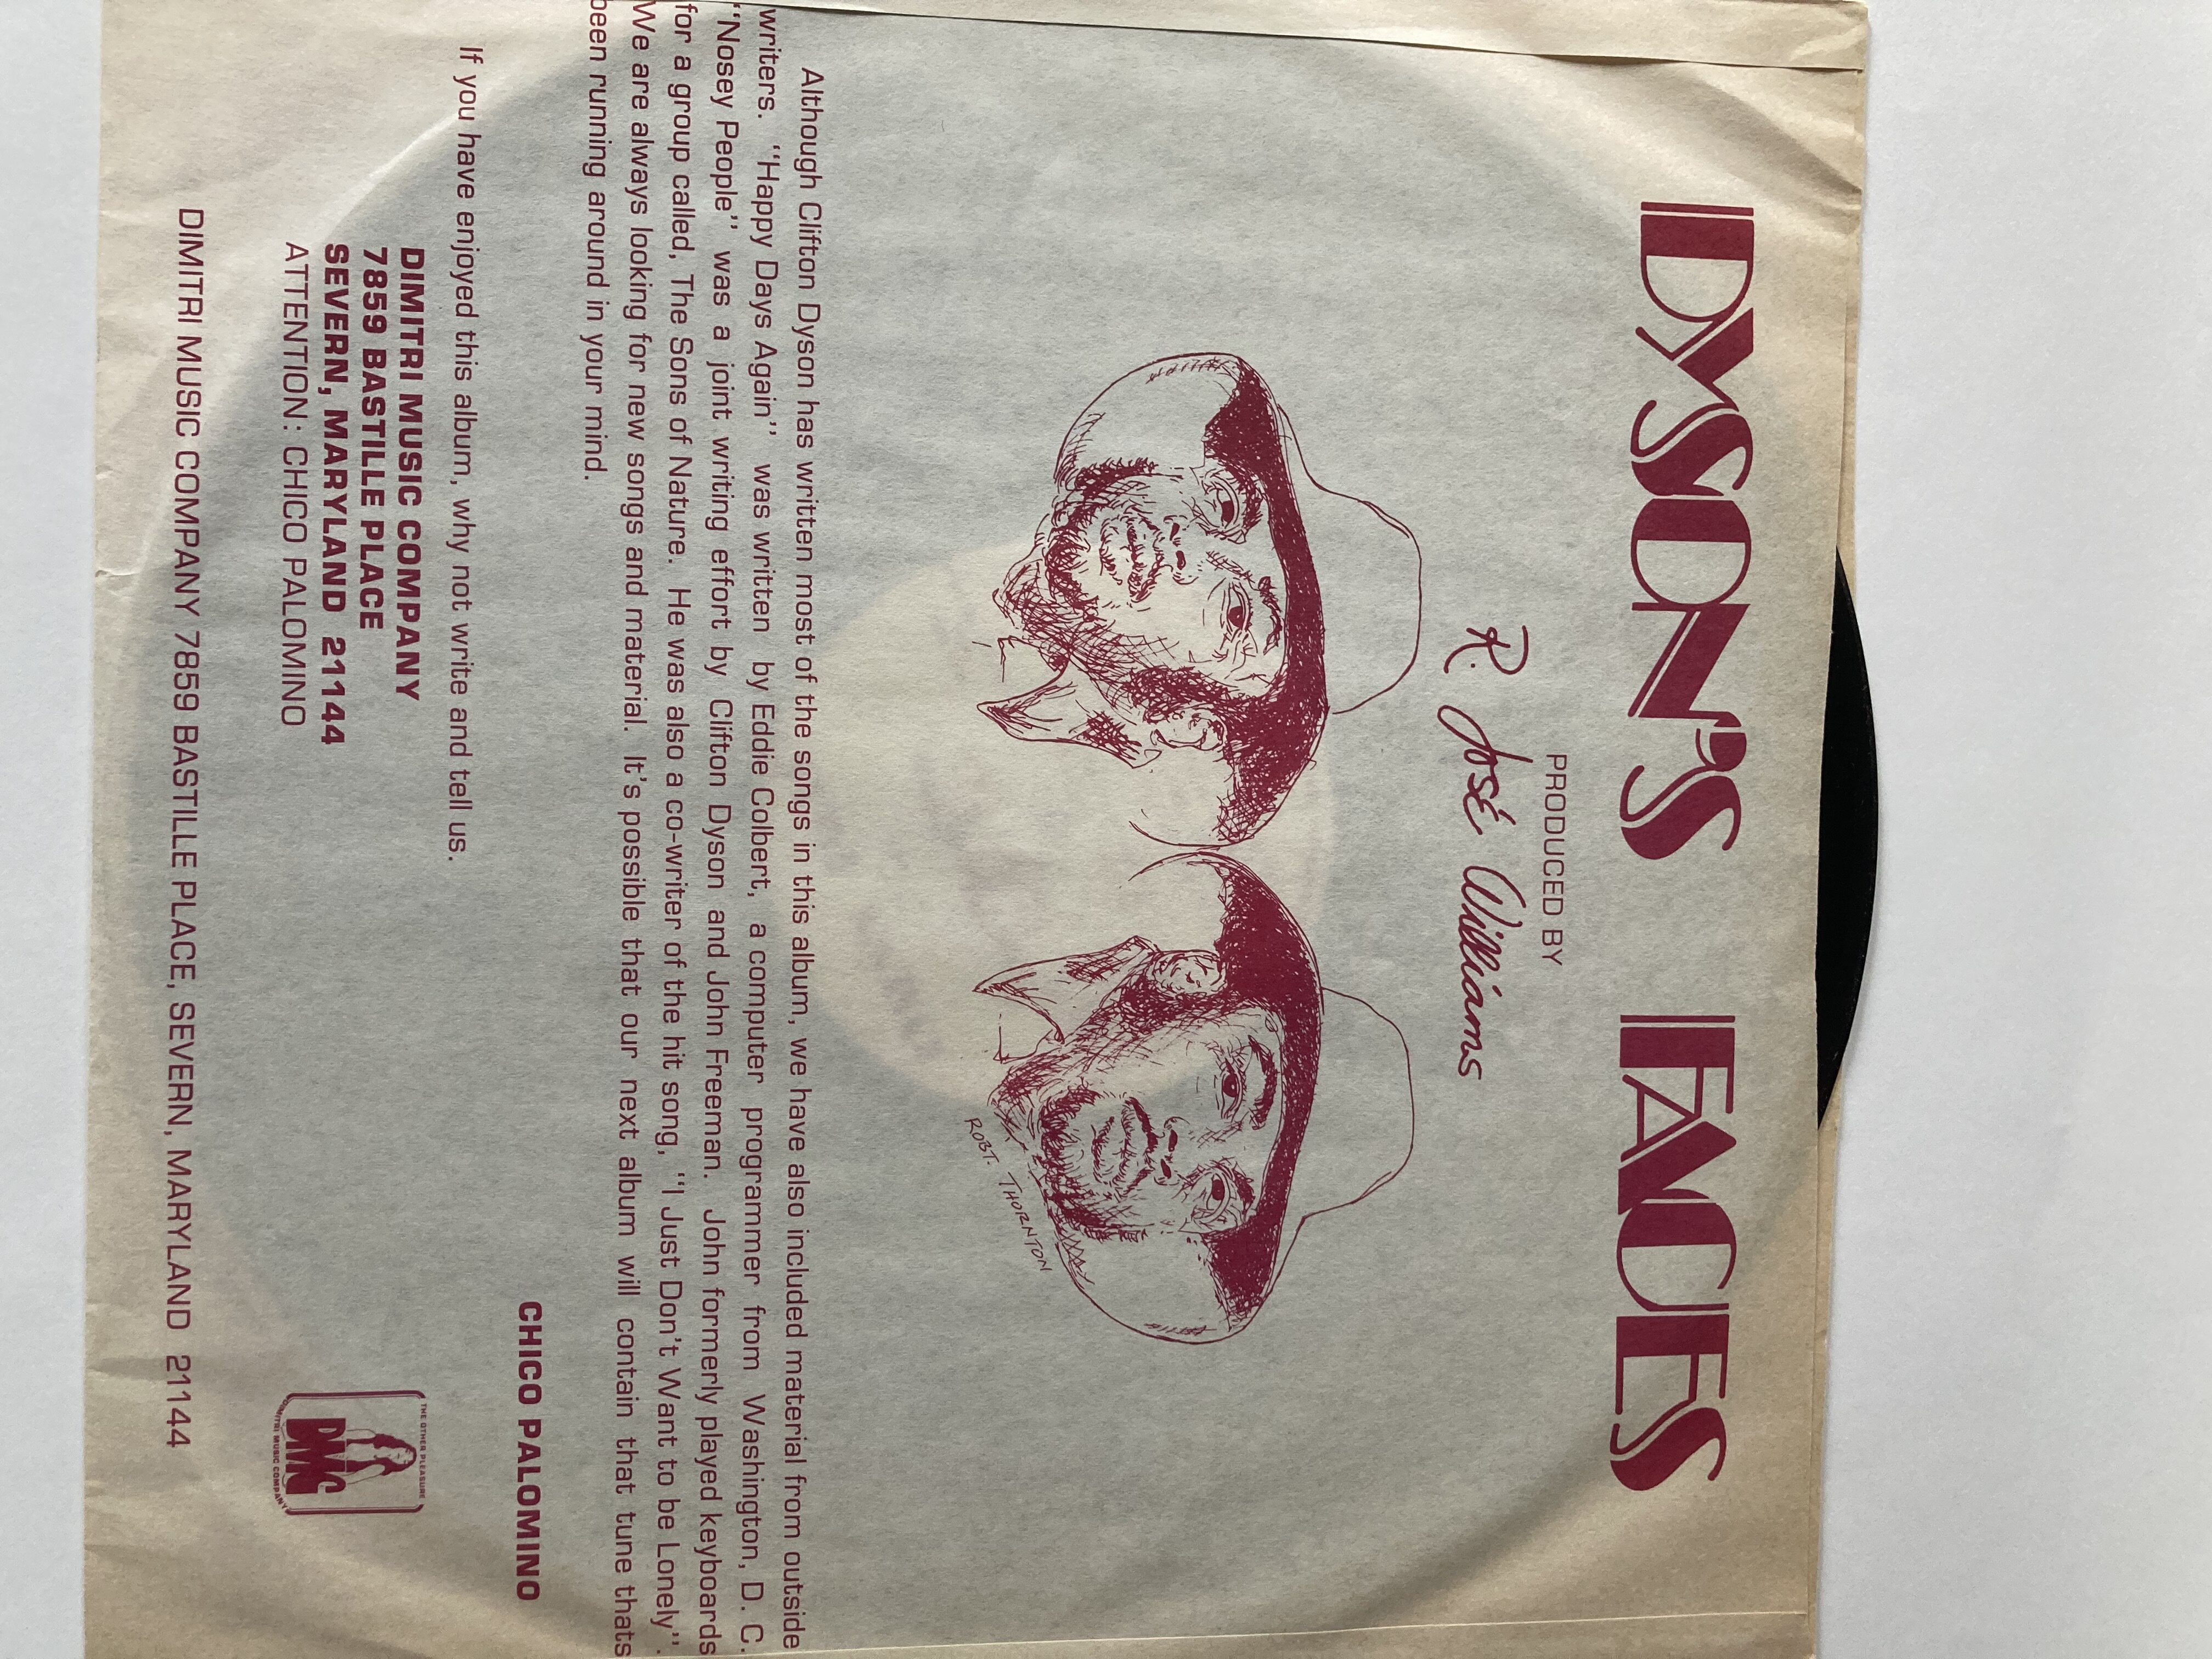 DYSON'S FACES
PRODUCED BY
R. José Williams
ROBT. THORNTON
Although Clifton Dyson has written most of the songs in this album, we have also included material from outside
writers. "Happy Days Again" was written by Eddie Colbert, a computer programmer from Washington, D. C.
"Nosey People" was a joint writing effort by Clifton Dyson and John Freeman. John formerly played keyboards
for a group called, The Sons of Nature. He was also a co-writer of the hit song, "I Just Don't Want to be Lonely".
We are always looking for new songs and material. It's possible that our next album will contain that tune thats
been running around in your mind.
CHICO PALOMINO
If you have enjoyed this album, why not write and tell us.
DIMITRI MUSIC COMPANY
7859 BASTILLE PLACE
SEVERN, MARYLAND 21144
ATTENTION: CHICO PALOMINO
THE OTHER PLEASURE
DMC
DIMITRI MUSIC COMPANY
DIMITRI MUSIC COMPANY 7859 BASTILLE PLACE, SEVERN, MARYLAND 21144